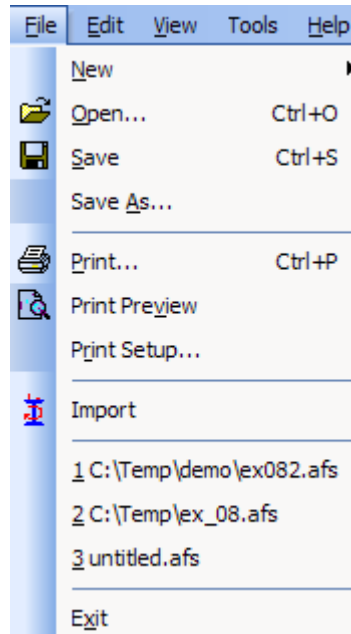 File Edit View Tools Help
New
Open... Ctrl+O
Save Ctrl+S
Save As...
Print... Ctrl+P
Print Preview
Print Setup...
Import
1 C:\Temp\demo\ex082.afs
2 C:\Temp\ex_08.afs
3 untitled.afs
Exit